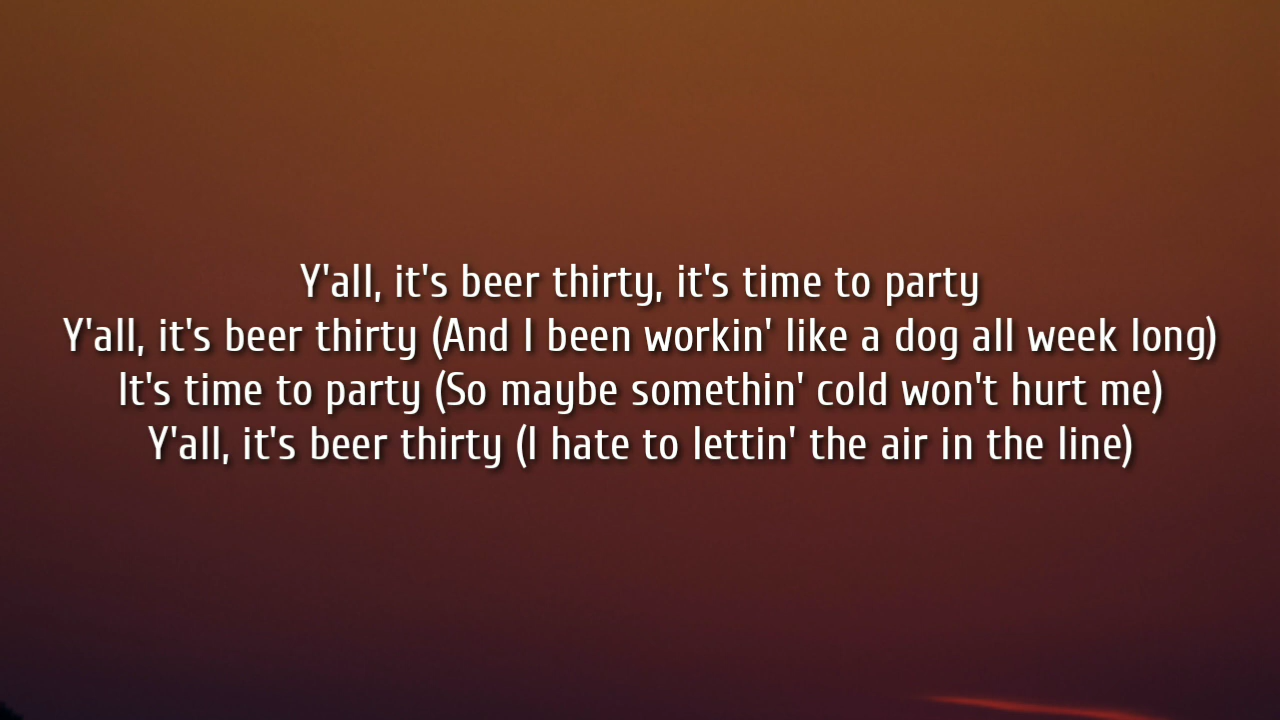 Y'all, it's beer thirty, it's time to party
Y'all, it's beer thirty (And I been workin' like a dog all week long)
It's time to party (So maybe somethin' cold won't hurt me)
Y'all, it's beer thirty (I hate to lettin' the air in the line)